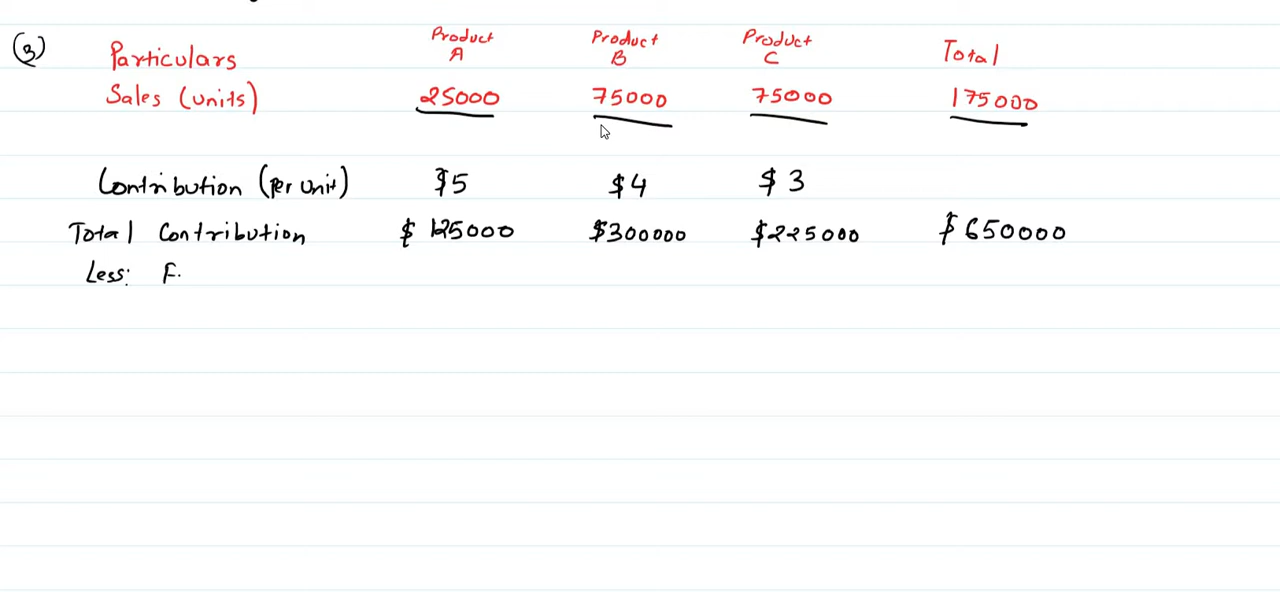 (3) Particulars Product A Product B Product C Total
Sales (units) 25000 75000 75000 175000
Contribution (Per Unit) $5 $4 $3
Total Contribution $125000 $300000 $225000 $650000
Less: F.